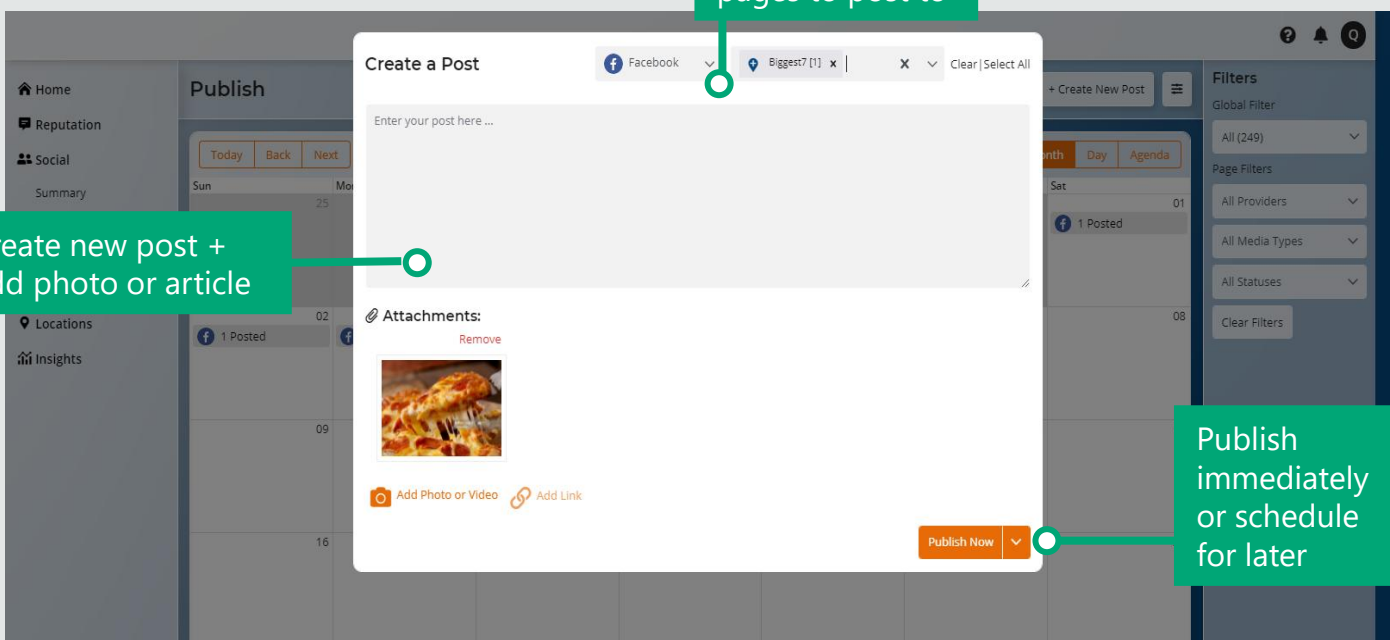 pages to post to
Q
Create a Post
Facebook
Biggest7 [1] x
X
Clear|Select All
Home
Reputation
Social
Summary
Locations
Insights
Publish
+ Create New Post
Filters
Global Filter
All (249)
Page Filters
All Providers
All Media Types
All Statuses
Clear Filters
Enter your post here ...
Today Back Next
Day Agenda
Sun
25
Sat
01
1 Posted
new post +
photo or article
02
1 Posted
08
Attachments:
Remove
09
Add Photo or Video
Add Link
16
Publish Now
Publish
immediately
or schedule
for later